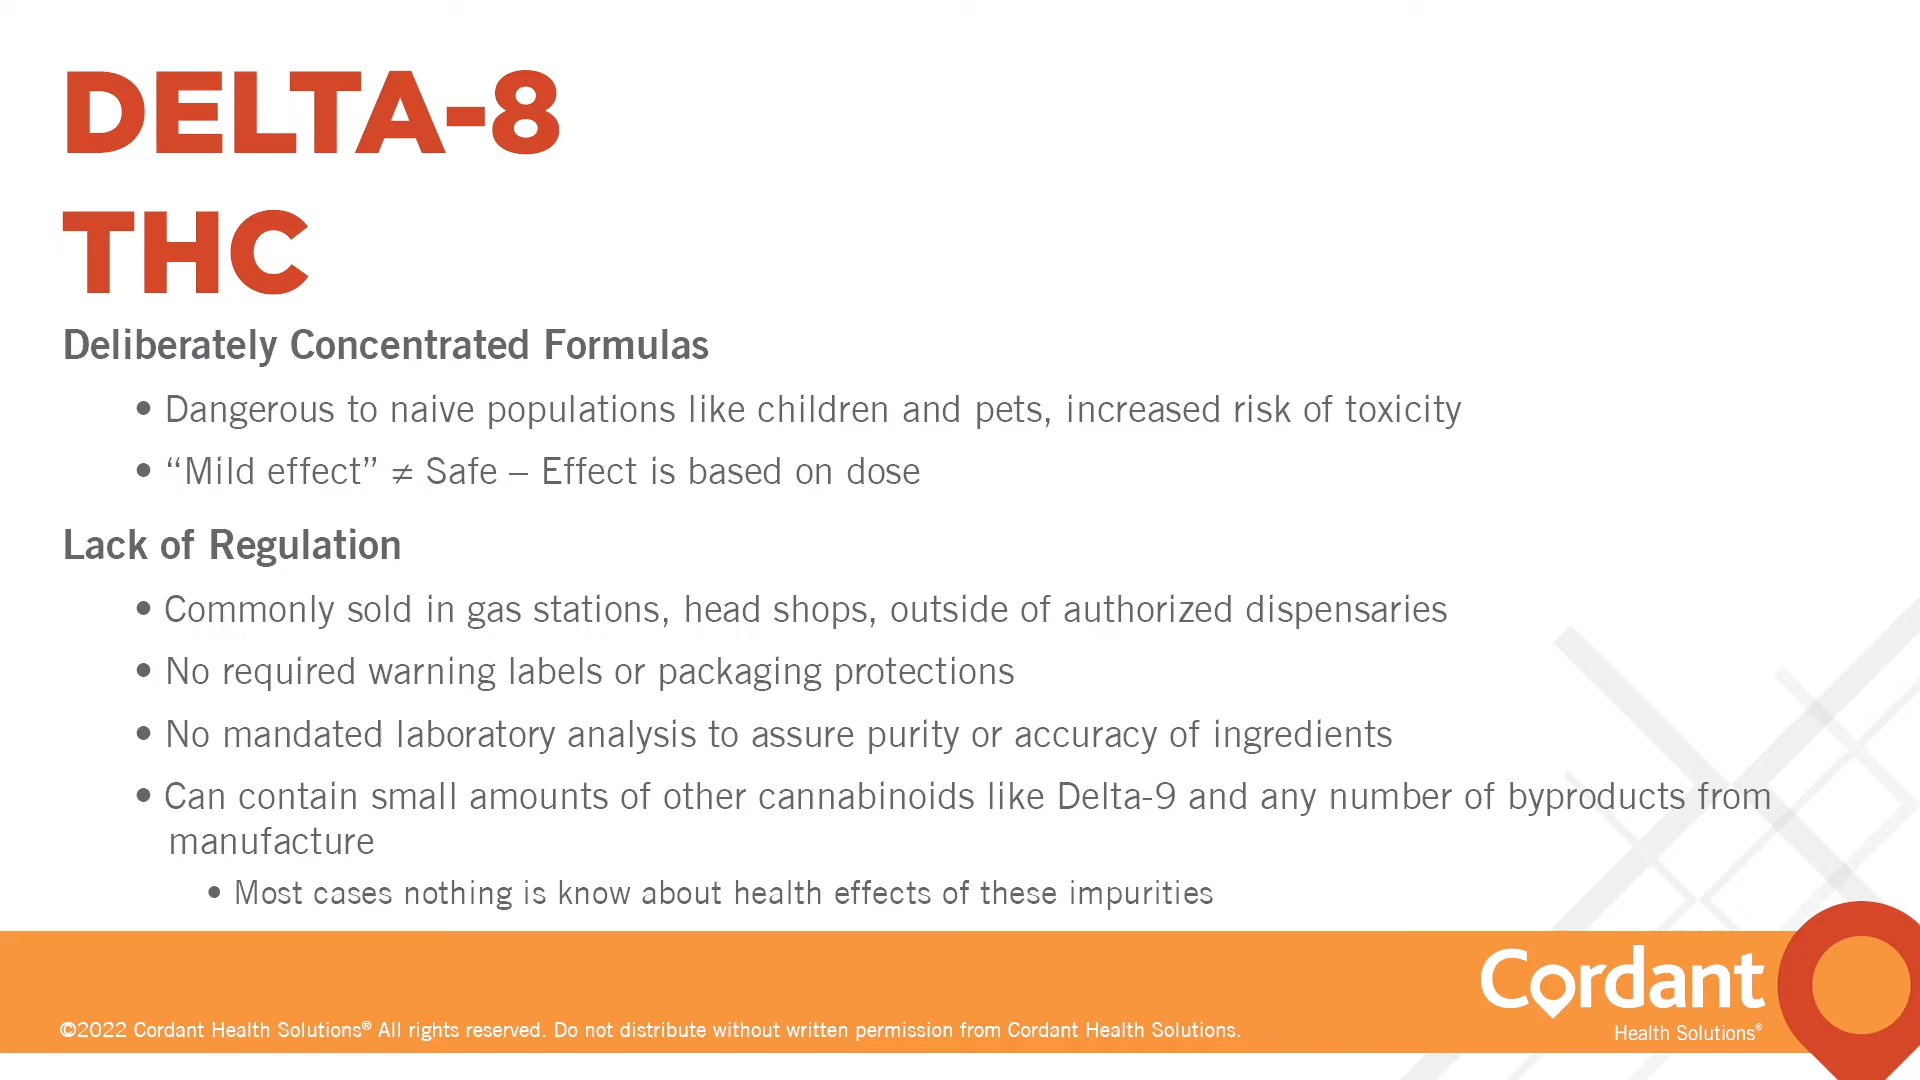 DELTA-8
THC
Deliberately Concentrated Formulas
• Dangerous to naive populations like children and pets, increased risk of toxicity
• “Mild effect” ≠ Safe – Effect is based on dose
Lack of Regulation
• Commonly sold in gas stations, head shops, outside of authorized dispensaries
• No required warning labels or packaging protections
• No mandated laboratory analysis to assure purity or accuracy of ingredients
• Can contain small amounts of other cannabinoids like Delta-9 and any number of byproducts from
manufacture
• Most cases nothing is know about health effects of these impurities
Cordant
Health Solutions®
©2022 Cordant Health Solutions® All rights reserved. Do not distribute without written permission from Cordant Health Solutions.